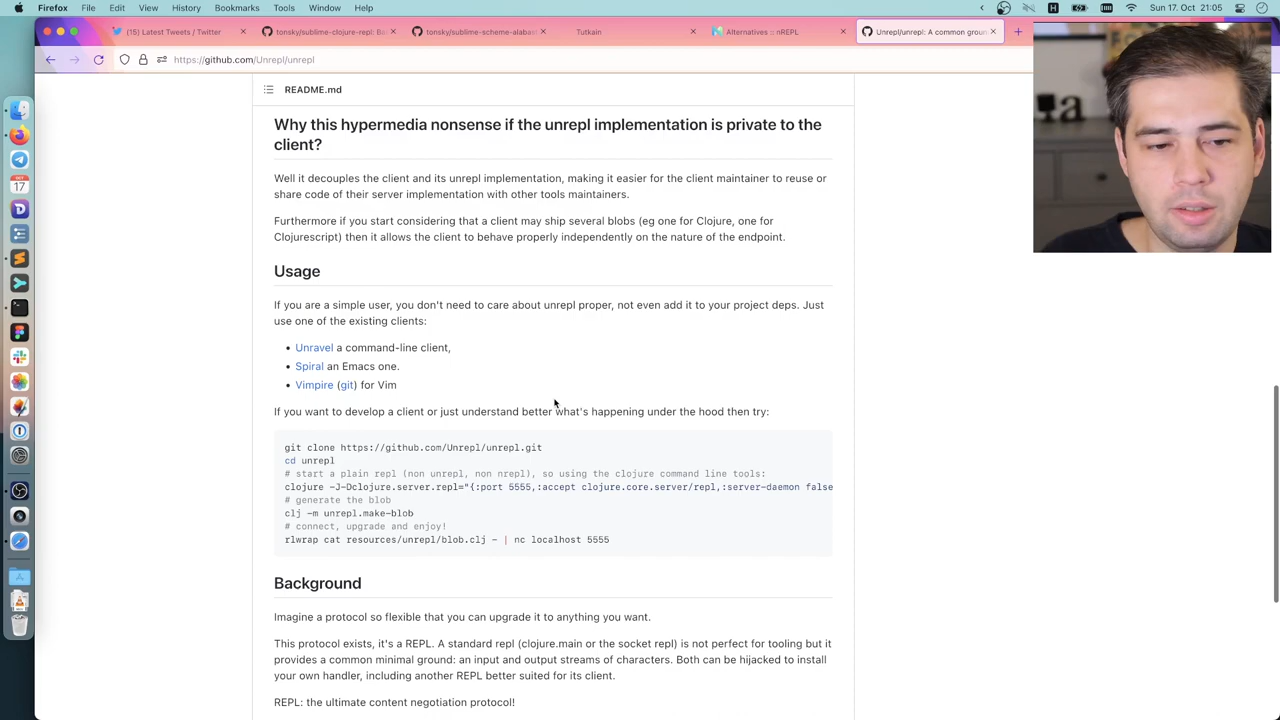 Firefox File Edit View History Bookmarks Tools Window Help
Sun 17. Oct 21:05
(15) Latest Tweets / Twitter
tonsky/sublime-clojure-repl: Ba
tonsky/sublime-scheme-alabast
Tutkain
Alternatives :: nREPL
Unrepl/unrepl: A common groun
https://github.com/Unrepl/unrepl
README.md
Why this hypermedia nonsense if the unrepl implementation is private to the
client?
Well it decouples the client and its unrepl implementation, making it easier for the client maintainer to reuse or
share code of their server implementation with other tools maintainers.
Furthermore if you start considering that a client may ship several blobs (eg one for Clojure, one for
Clojurescript) then it allows the client to behave properly independently on the nature of the endpoint.
Usage
If you are a simple user, you don't need to care about unrepl proper, not even add it to your project deps. Just
use one of the existing clients:
• Unravel a command-line client,
• Spiral an Emacs one.
• Vimpire (git) for Vim
If you want to develop a client or just understand better what's happening under the hood then try:
git clone https://github.com/Unrepl/unrepl.git
cd unrepl
# start a plain repl (non unrepl, non nrepl), so using the clojure command line tools:
clojure -J-Dclojure.server.repl="{:port 5555,:accept clojure.core.server/repl,:server-daemon false
# generate the blob
clj -m unrepl.make-blob
# connect, upgrade and enjoy!
rlwrap cat resources/unrepl/blob.clj - | nc localhost 5555
Background
Imagine a protocol so flexible that you can upgrade it to anything you want.
This protocol exists, it's a REPL. A standard repl (clojure.main or the socket repl) is not perfect for tooling but it
provides a common minimal ground: an input and output streams of characters. Both can be hijacked to install
your own handler, including another REPL better suited for its client.
REPL: the ultimate content negotiation protocol!